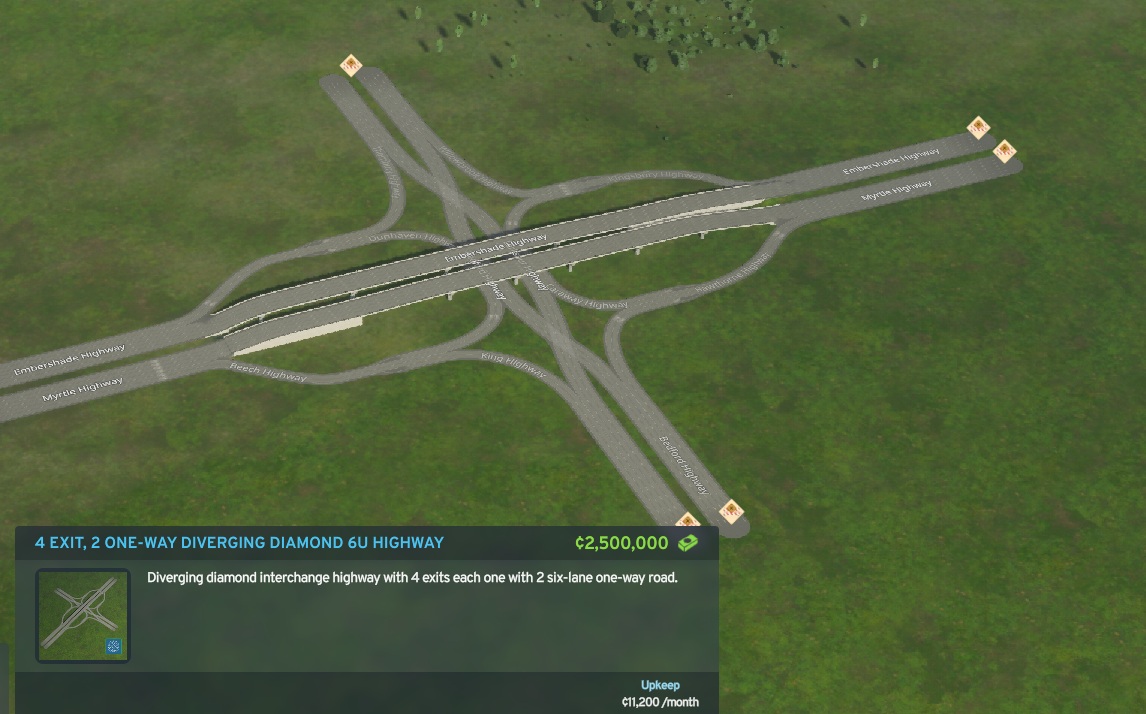 Embershade Highway
Myrtle Highway
Dunhaven
Embershade Highway
Highway
Embershade Highway
Myrtle Highway
Beech Highway
King Highway
Bedford Highway
4 EXIT, 2 ONE-WAY DIVERGING DIAMOND 6U HIGHWAY
¢2,500,000
Diverging diamond interchange highway with 4 exits each one with 2 six-lane one-way road.
Upkeep
¢11,200 /month